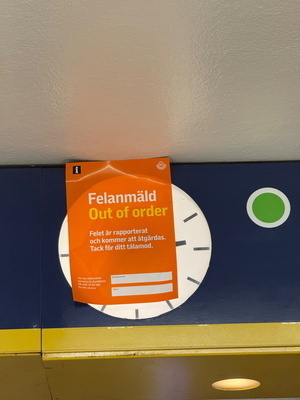 i
Felanmäld
Out of order
Felet är rapporterat
och kommer att åtgärdas.
Tack för ditt tålamod.